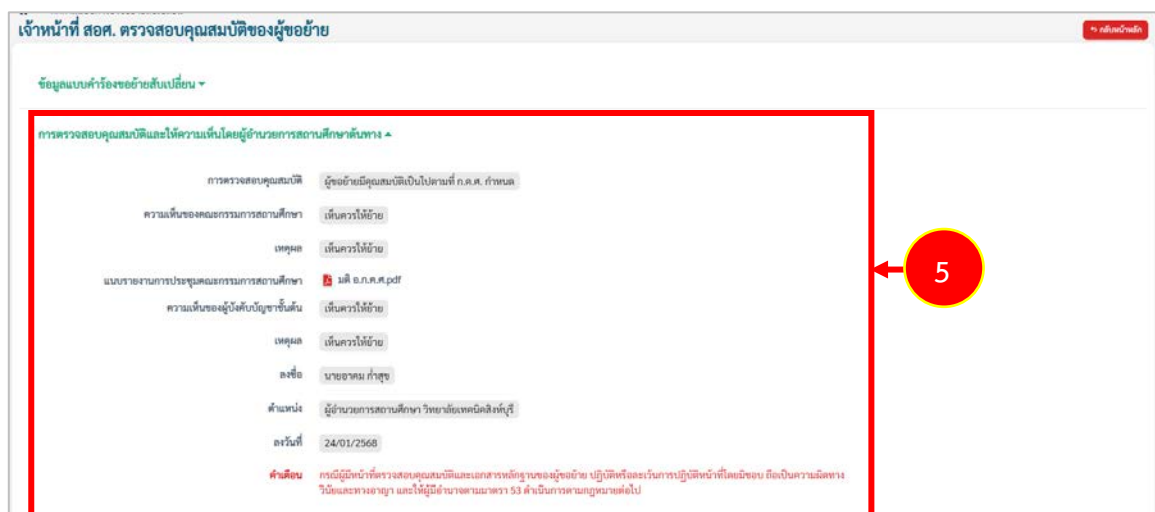 เจ้าหน้าที่ สอศ. ตรวจสอบคุณสมบัติของผู้ขอย้าย
กลับหน้าหลัก
ข้อมูลแบบคำร้องขอย้ายสับเปลี่ยน
การตรวจสอบคุณสมบัติและให้ความเห็นโดยผู้อำนวยการสถานศึกษาต้นทาง
การตรวจสอบคุณสมบัติ ผู้ขอย้ายมีคุณสมบัติเป็นไปตามที่ ก.ค.ศ. กำหนด
ความเห็นของคณะกรรมการสถานศึกษา เห็นควรให้ย้าย
เหตุผล เห็นควรให้ย้าย
5
แบบรายงานการประชุมคณะกรรมการสถานศึกษา มติ อ.ก.ค.ศ.pdf
ความเห็นของผู้บังคับบัญชาชั้นต้น เห็นควรให้ย้าย
เหตุผล เห็นควรให้ย้าย
ลงชื่อ นายอาคม
ตำแหน่ง ผู้อำนวยการสถานศึกษา วิทยาลัยเทคนิคสิงห์บุรี
ลงวันที่ 24/01/2568
คำเตือน กรณีผู้มีหน้าที่ตรวจสอบคุณสมบัติและเอกสารหลักฐานของผู้ขอย้าย ปฏิบัติหรือละเว้นการปฏิบัติหน้าที่โดยมิชอบ ถือเป็นความผิดทาง
วินัยและทางอาญา และให้ผู้มีอำนาจตามมาตรา 53 ดำเนินการตามกฎหมายต่อไป